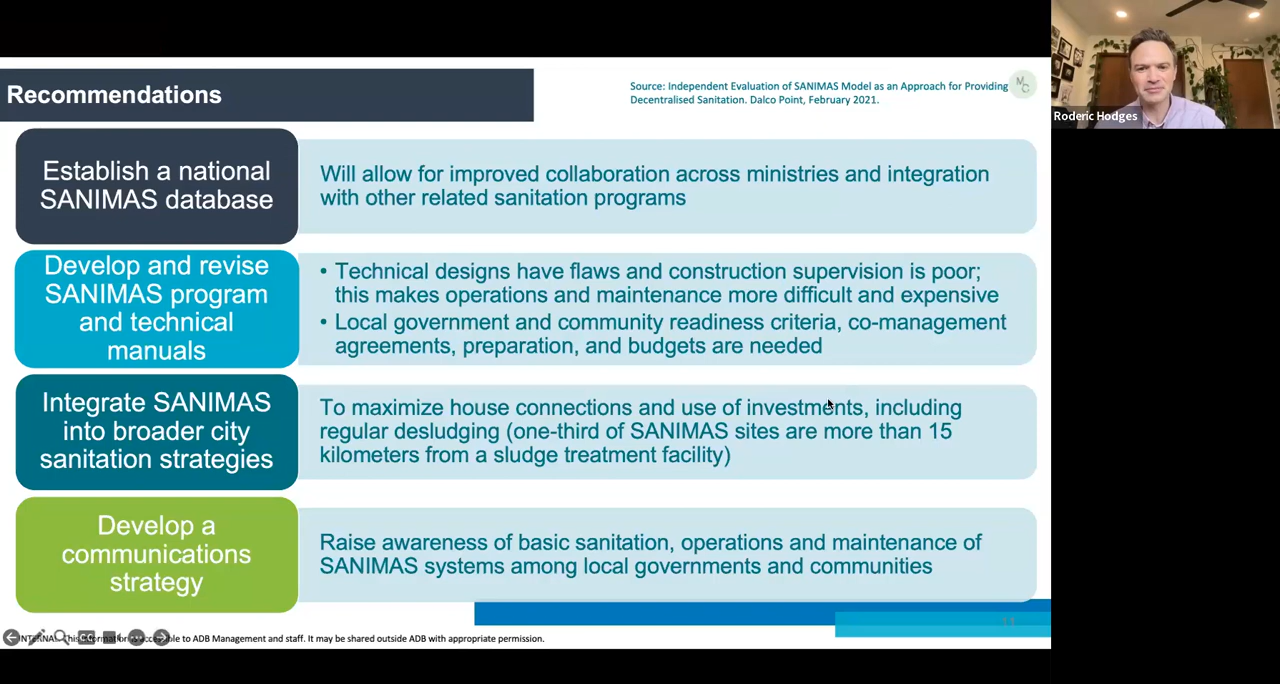 Recommendations
Source: Independent Evaluation of SANIMAS Model as an Approach for Providing
Decentralised Sanitation. Dalco Point, February 2021.
M
C
Roderic Hodges
Establish a national
SANIMAS database
Will allow for improved collaboration across ministries and integration
with other related sanitation programs
Develop and revise
SANIMAS program
and technical
manuals
• Technical designs have flaws and construction supervision is poor;
this makes operations and maintenance more difficult and expensive
• Local government and community readiness criteria, co-management
agreements, preparation, and budgets are needed
Integrate SANIMAS
into broader city
sanitation strategies
To maximize house connections and use of investments, including
regular desludging (one-third of SANIMAS sites are more than 15
kilometers from a sludge treatment facility)
Develop a
communications
strategy
Raise awareness of basic sanitation, operations and maintenance of
SANIMAS systems among local governments and communities
11
INTERNAL. This information is accessible to ADB Management and staff. It may be shared outside ADB with appropriate permission.